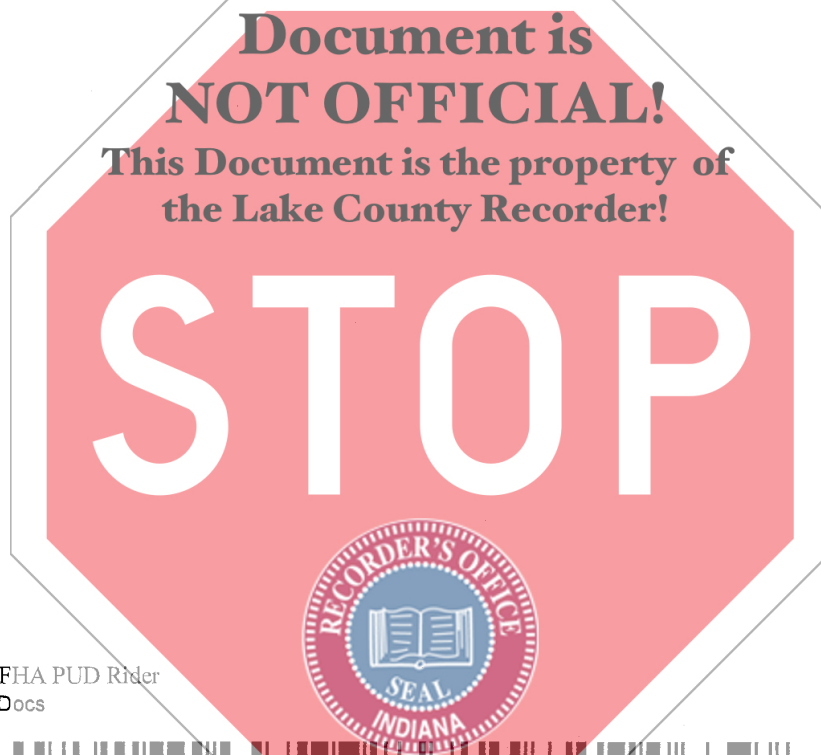 Document is
NOT OFFICIAL!
This Document is the property of
the Lake County Recorder!
STOP
RECORDER'S OFFICE
SEAL
INDIANA
FHA PUD Rider
Docs